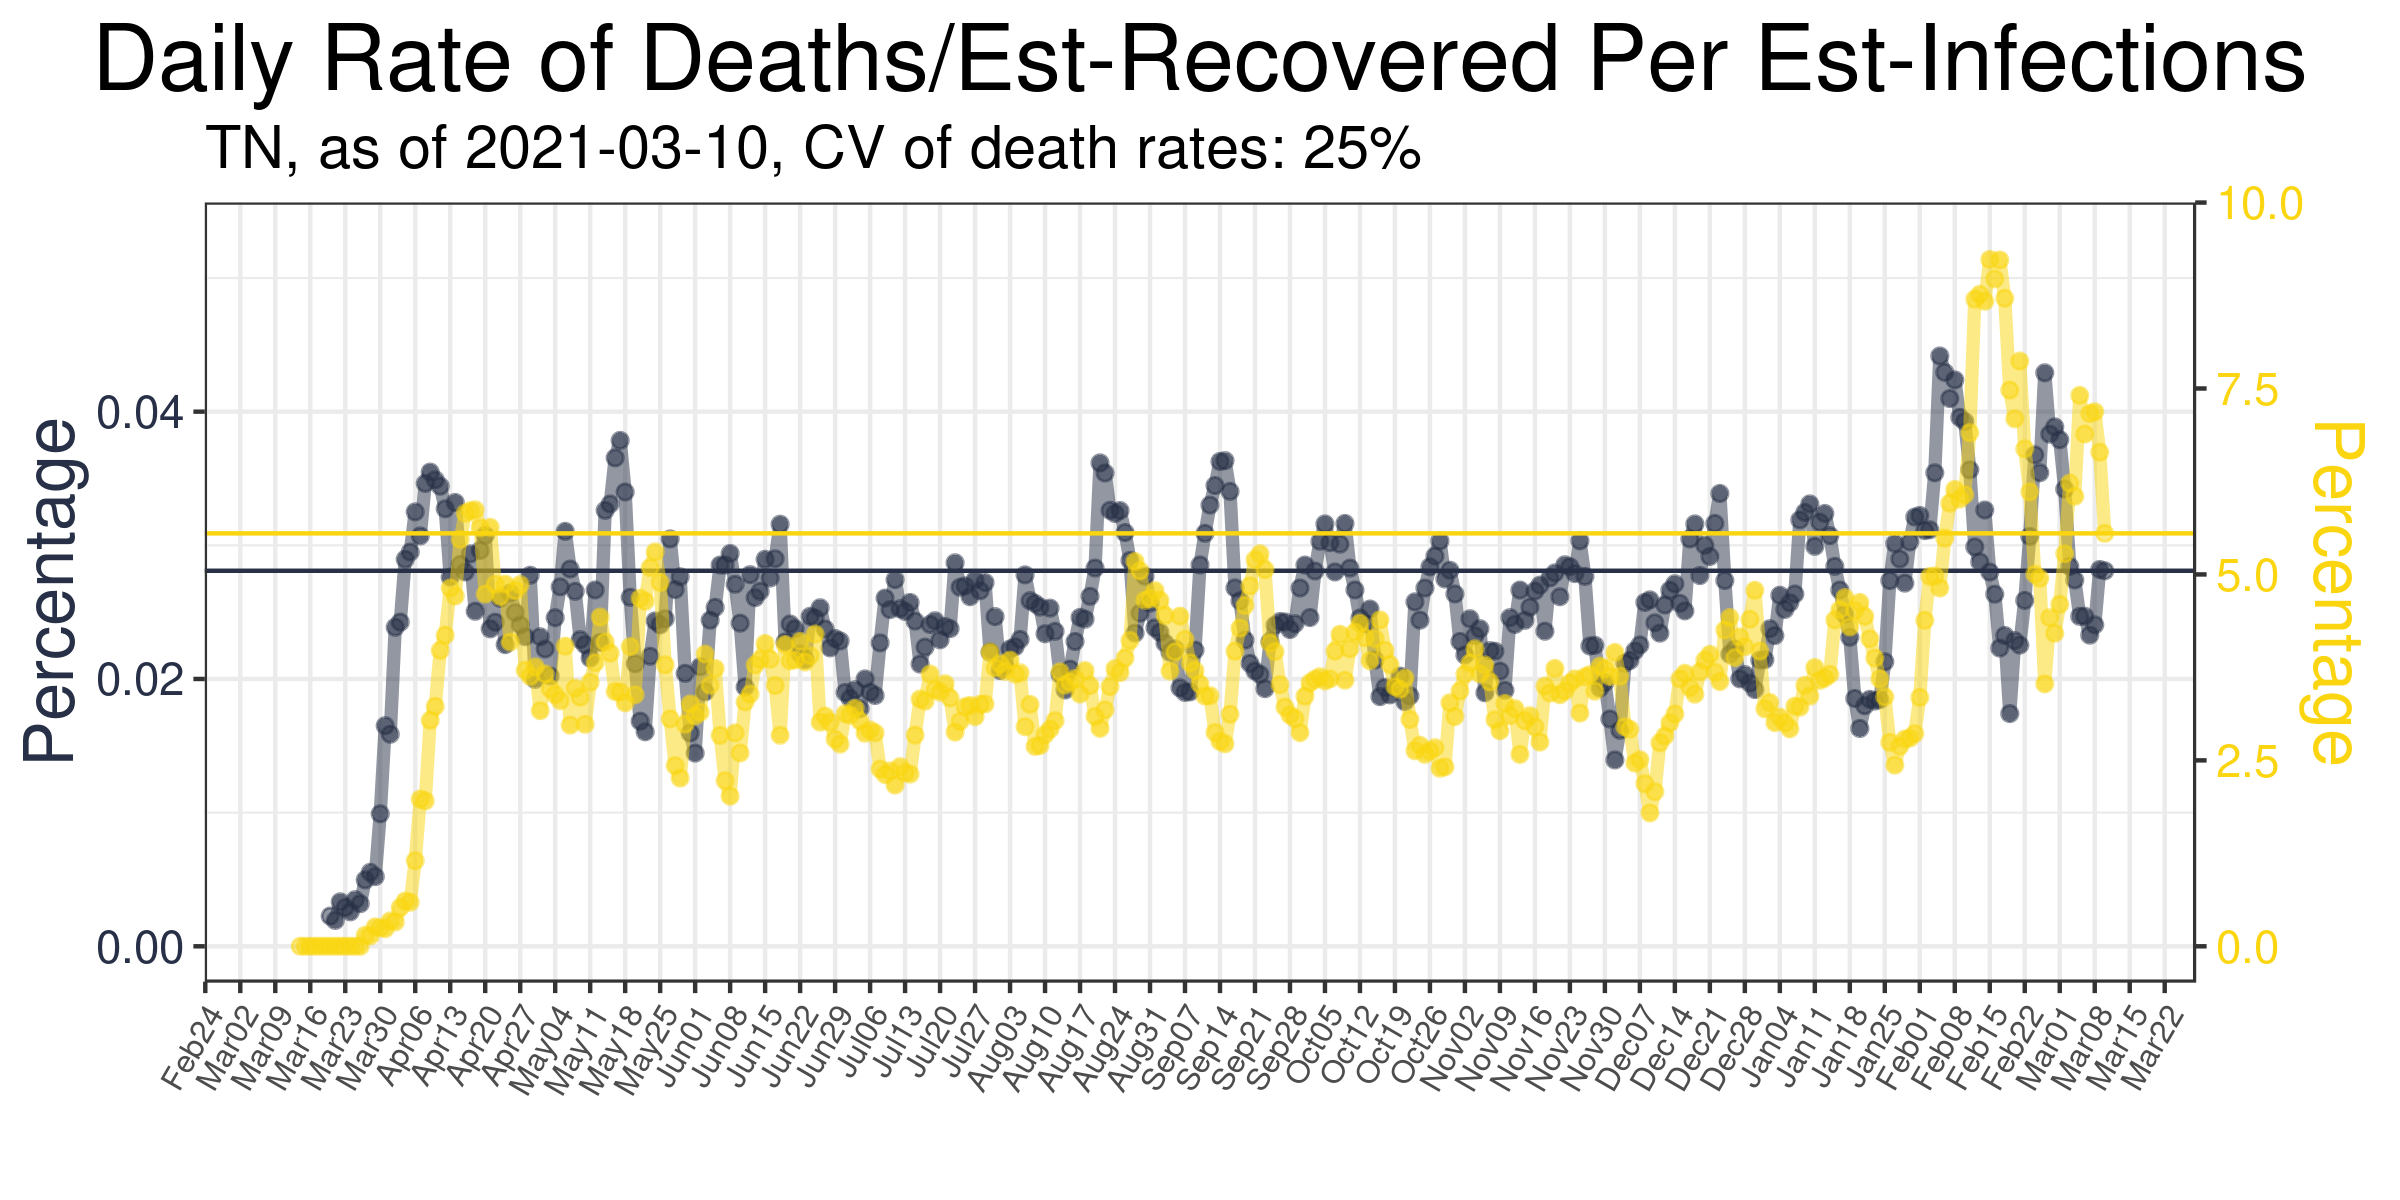 Daily Rate of Deaths/Est-Recovered Per Est-Infections
TN, as of 2021-03-10, CV of death rates: 25%
Percentage
0.04
0.02
0.00
10.0
7.5
5.0
2.5
0.0
Percentage
Feb24
Mar02
Mar09
Mar16
Mar23
Mar30
Apr06
Apr13
Apr20
Apr27
May04
May11
May18
May25
Jun01
Jun08
Jun15
Jun22
Jun29
Jul06
Jul13
Jul20
Jul27
Aug03
Aug10
Aug17
Aug24
Aug31
Sep07
Sep14
Sep21
Sep28
Oct05
Oct12
Oct19
Oct26
Nov02
Nov09
Nov16
Nov23
Nov30
Dec07
Dec14
Dec21
Dec28
Jan04
Jan11
Jan18
Jan25
Feb01
Feb08
Feb15
Feb22
Mar01
Mar08
Mar15
Mar22